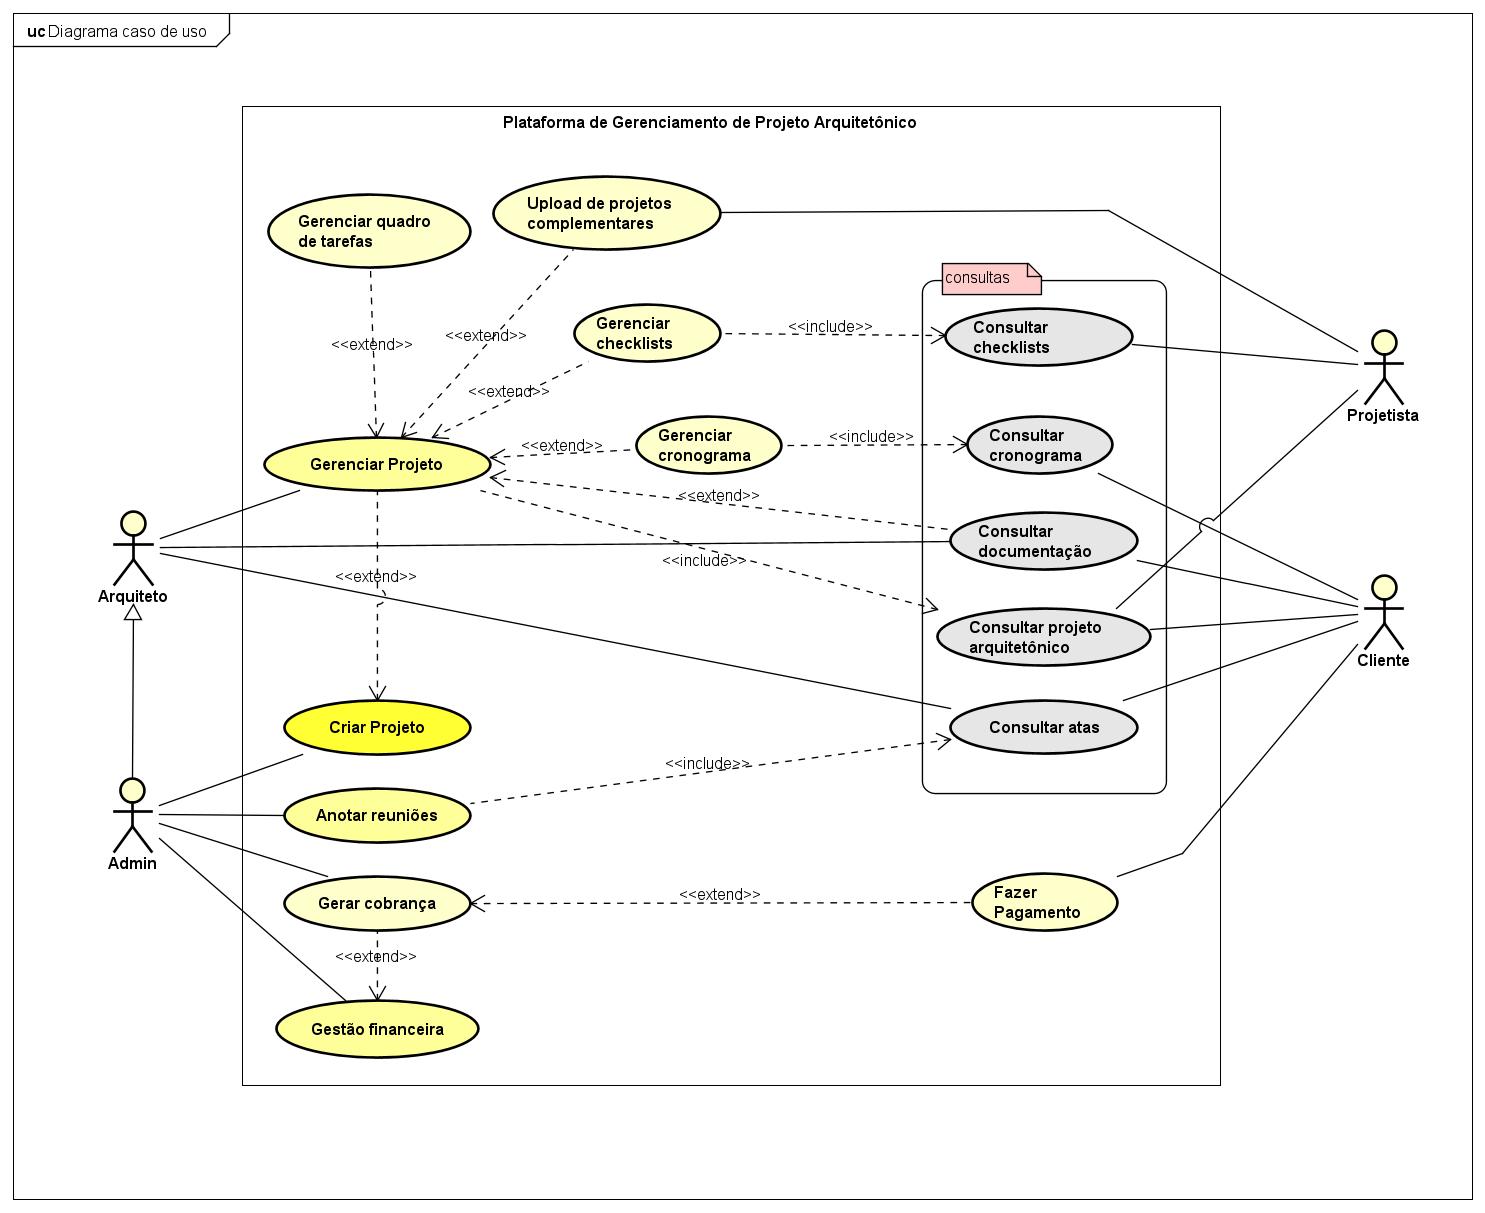 uc Diagrama caso de uso
Plataforma de Gerenciamento de Projeto Arquitetônico
Gerenciar quadro
de tarefas
Upload de projetos
complementares
consultas
Gerenciar
checklists
<<include>>
Consultar
checklists
<<extend>>
<<extend>>
<<extend>>
Projetista
Gerenciar Projeto
<<extend>>
Gerenciar
cronograma
<<include>>
Consultar
cronograma
<<extend>>
Consultar
documentação
<<include>>
<<extend>>
Arquiteto
Consultar projeto
arquitetônico
Cliente
Criar Projeto
Consultar atas
<<include>>
Anotar reuniões
Admin
Gerar cobrança
<<extend>>
Fazer
Pagamento
<<extend>>
Gestão financeira